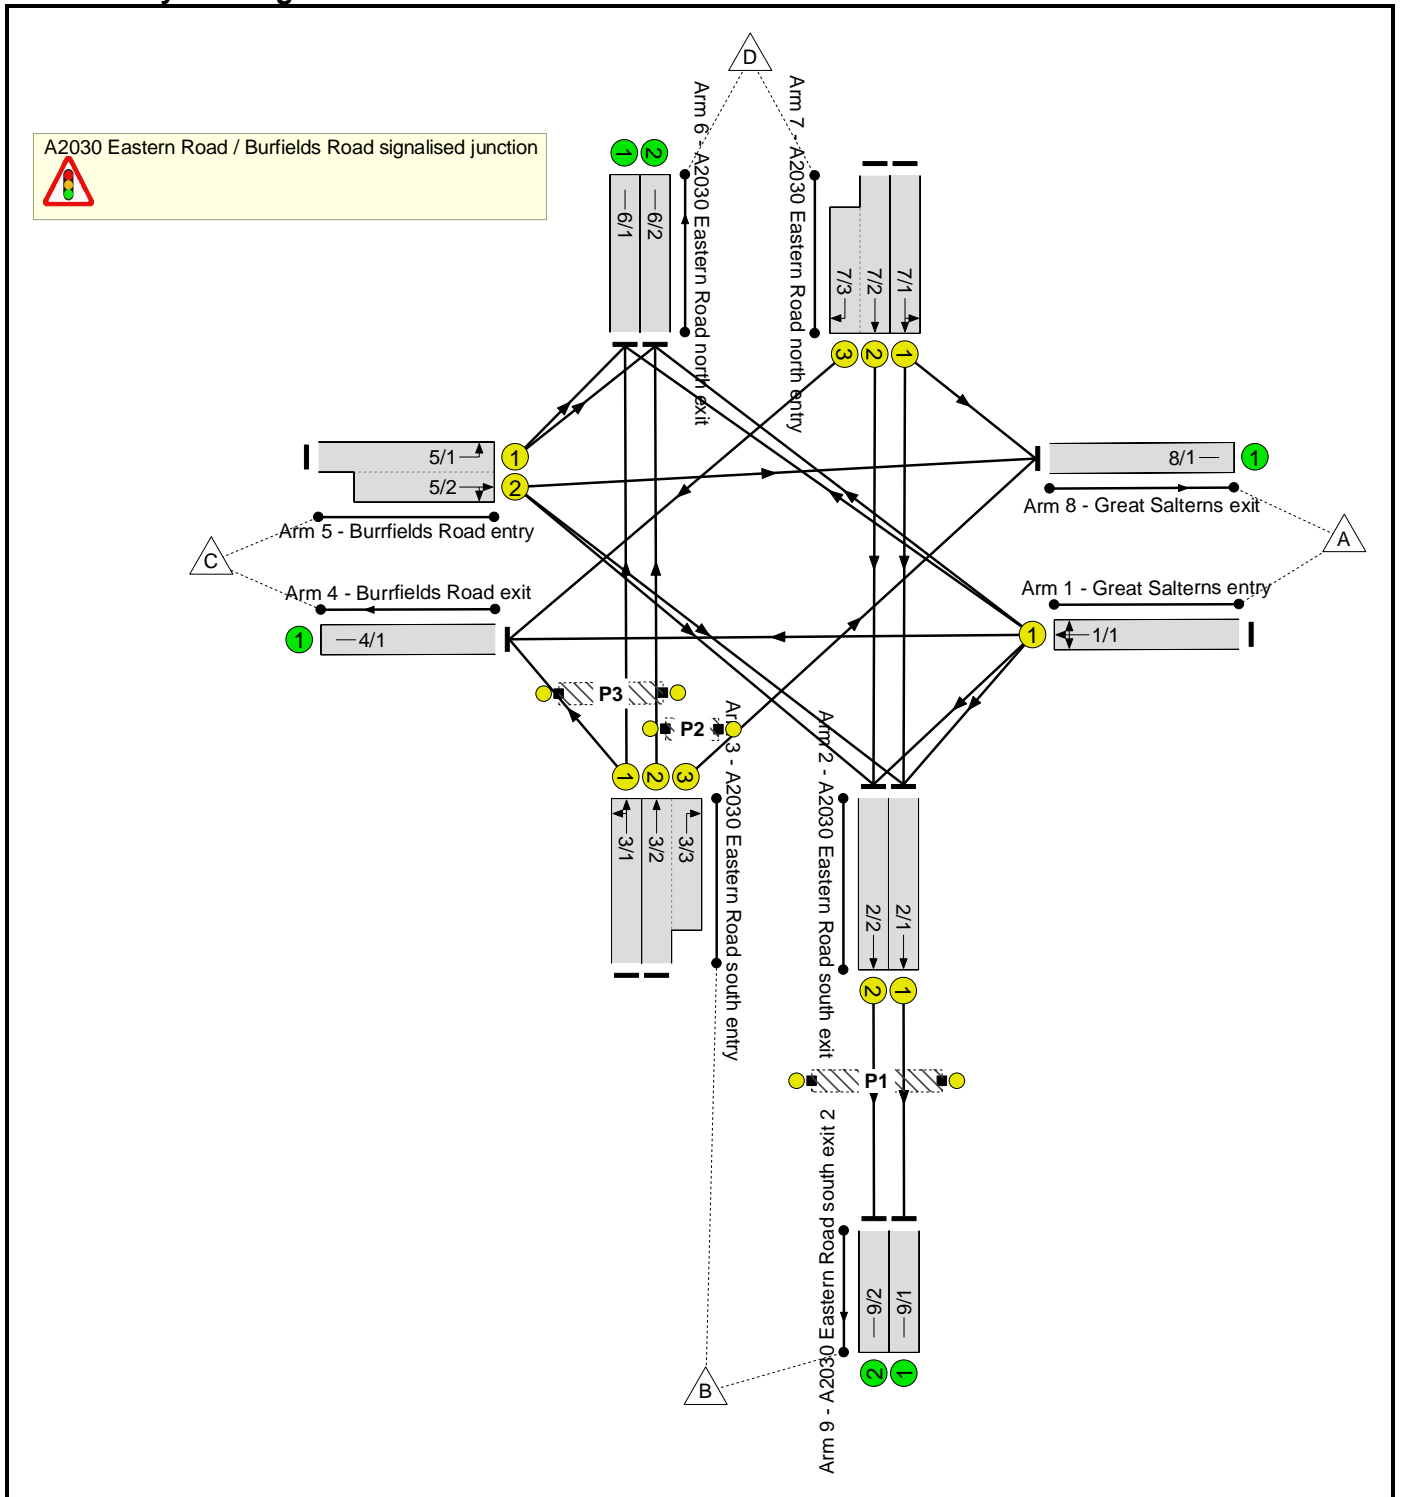 D
A2030 Eastern Road / Burfields Road signalised junction
1
2
6/1
6/2
Arm 6 - A2030 Eastern Road north exit
Arm 7 - A2030 Eastern Road north entry
7/3
7/2
7/1
3
2
1
5/1
1
5/2
2
Arm 5 - Burrfields Road entry
C
Arm 4 - Burrfields Road exit
1
4/1
8/1
1
Arm 8 - Great Salterns exit
A
Arm 1 - Great Salterns entry
1
1/1
P3
P2
1
2
3
3/1
3/2
3/3
Arm 3 - A2030 Eastern Road south entry
Arm 2 - A2030 Eastern Road south exit
2/2
2/1
2
1
P1
Arm 9 - A2030 Eastern Road south exit 2
9/2
9/1
2
1
B